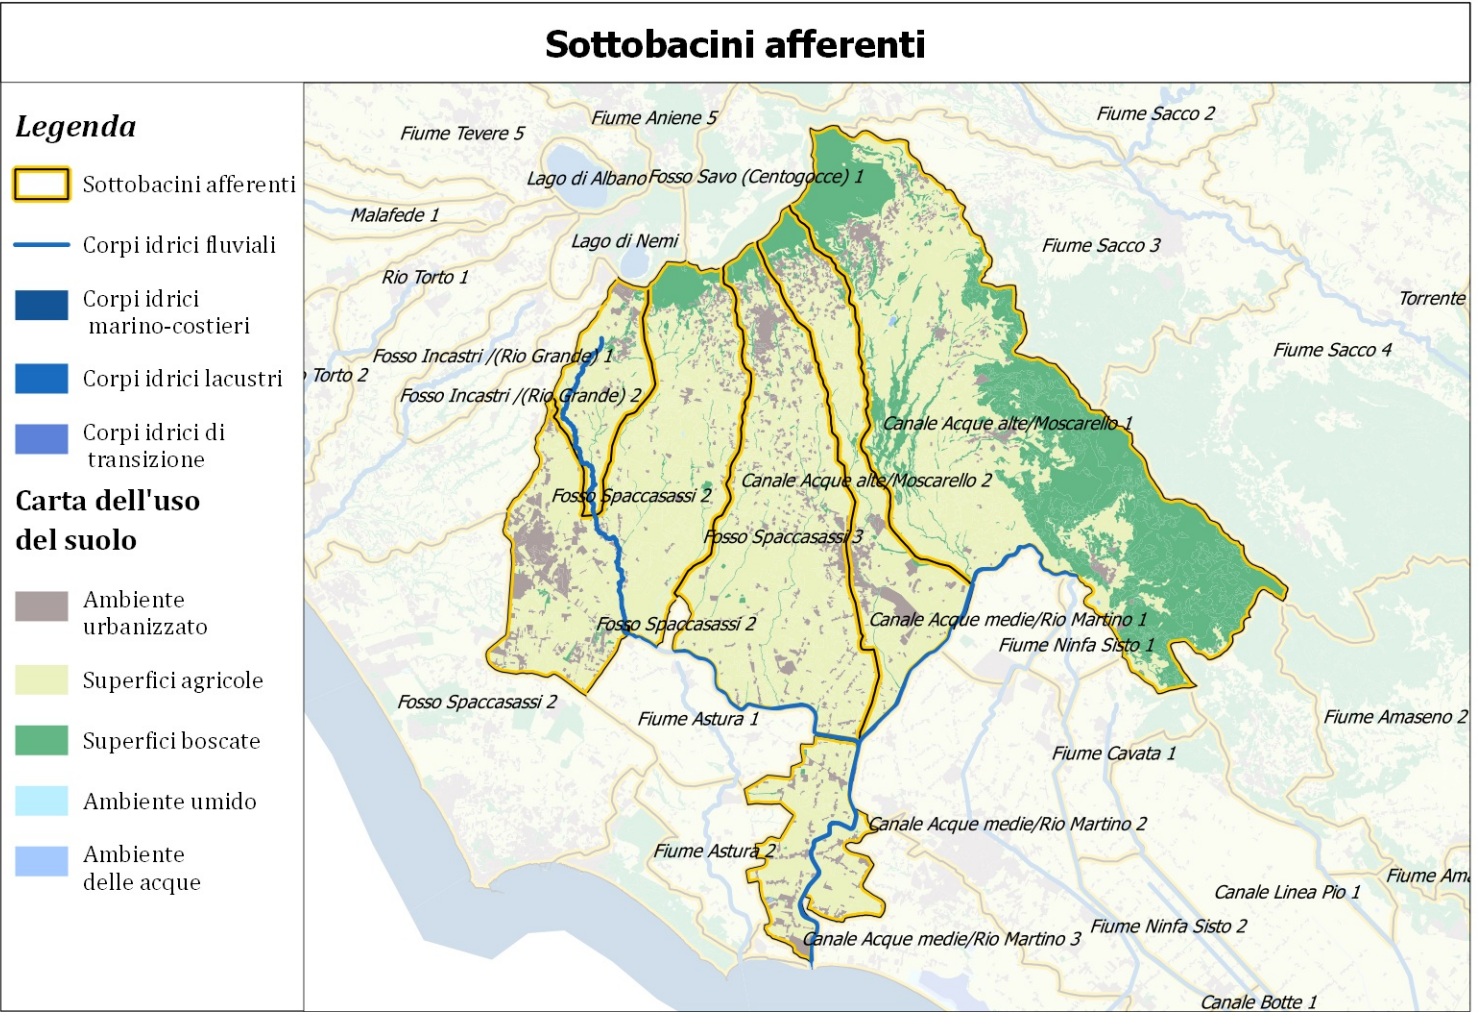 Sottobacini afferenti
Legenda
Sottobacini afferenti
Corpi idrici fluviali
Corpi idrici
marino-costieri
Corpi idrici lacustri
Corpi idrici di
transizione
Carta dell'uso
del suolo
Ambiente
urbanizzato
Superfici agricole
Superfici boscate
Ambiente umido
Ambiente
delle acque
Fiume Tevere 5
Fiume Aniene 5
Fiume Sacco 2
Lago di Albano
Fosso Savo (Centogocce) 1
Malafede 1
Lago di Nemi
Fiume Sacco 3
Rio Torto 1
Torrente
Fosso Incastri /(Rio Grande) 1
Fiume Sacco 4
Torto 2
Fosso Incastri /(Rio Grande) 2
Canale Acque alte/Moscarello 1
Canale Acque alte/Moscarello 2
Fosso Spaccasassi 2
Fosso Spaccasassi 3
Fosso Spaccasassi 2
Canale Acque medie/Rio Martino 1
Fiume Ninfa Sisto 1
Fosso Spaccasassi 2
Fiume Astura 1
Fiume Amaseno 2
Fiume Cavata 1
Canale Acque medie/Rio Martino 2
Fiume Astura 2
Fiume Ama
Canale Linea Pio 1
Fiume Ninfa Sisto 2
Canale Acque medie/Rio Martino 3
Canale Botte 1